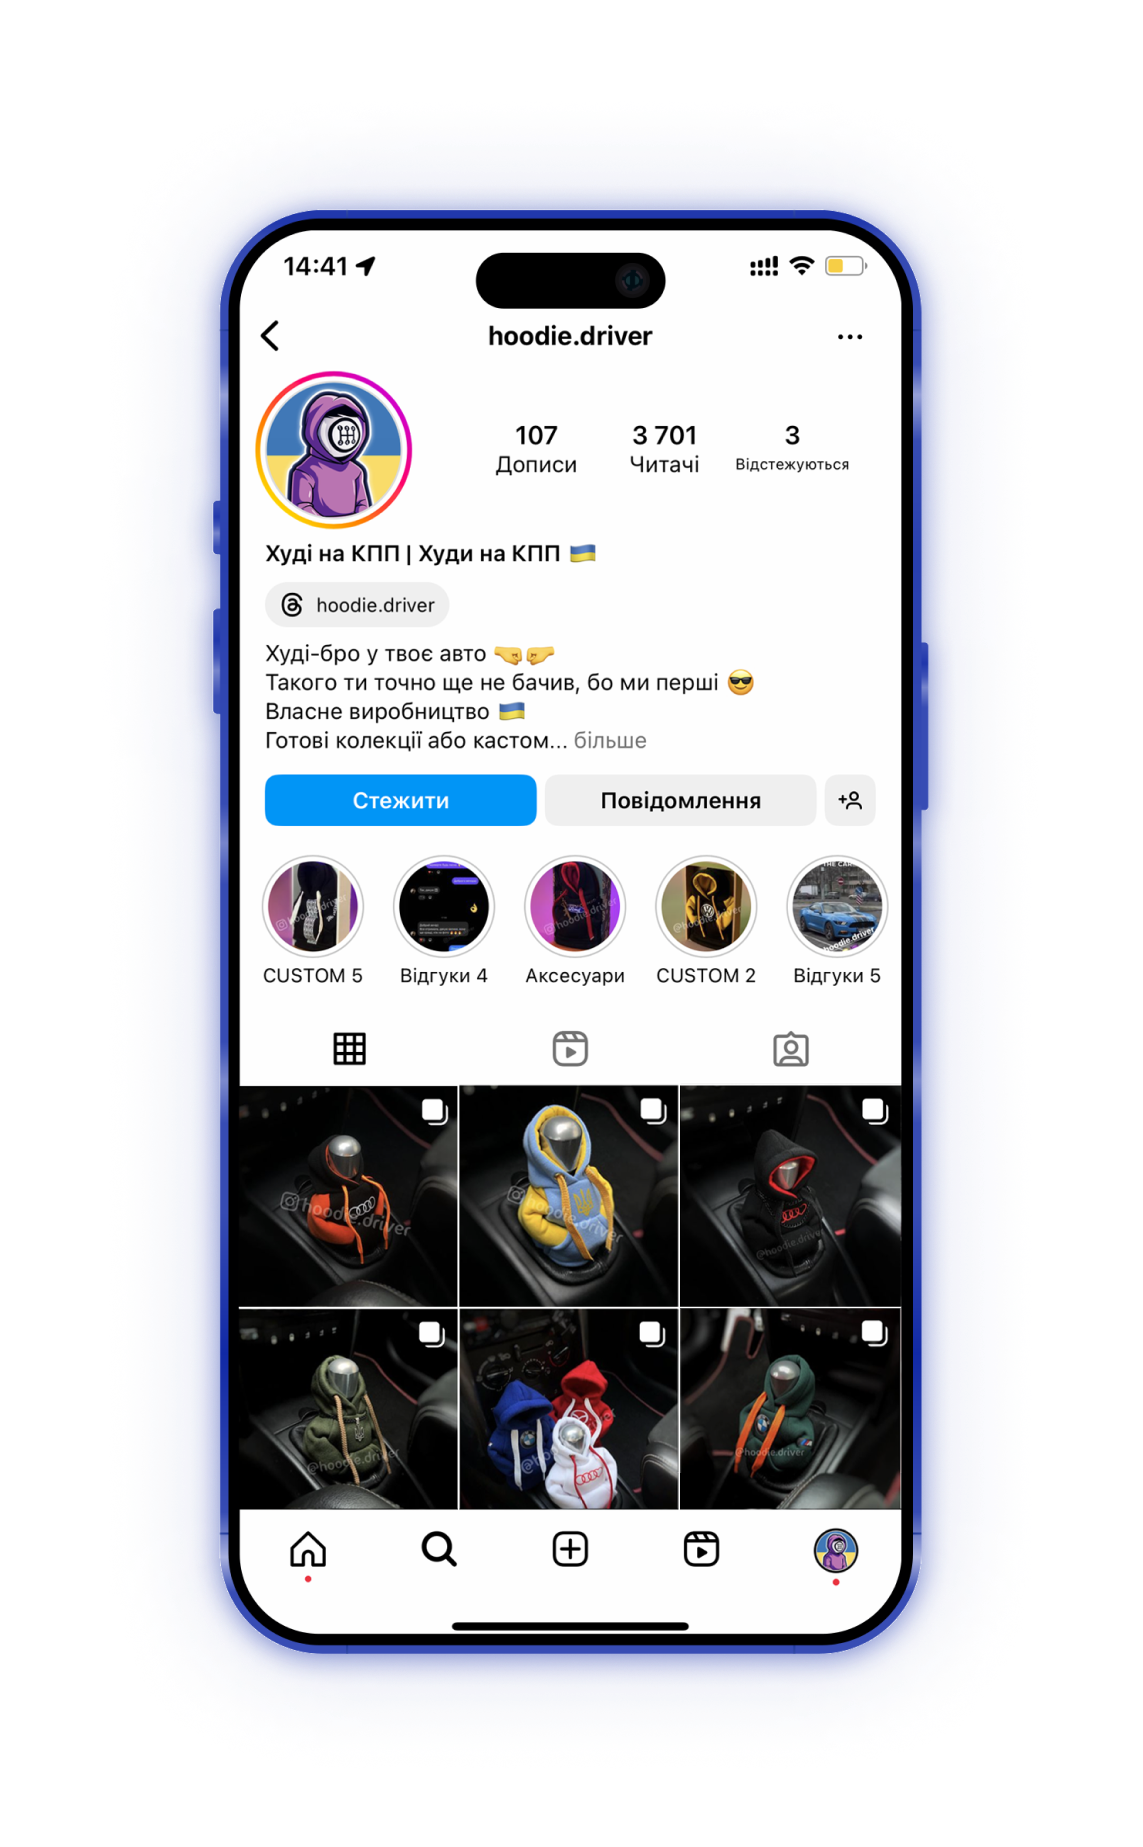 14:41
hoodie.driver
107
Дописи
3 701
Читачі
3
Відстежуються
Худі на КПП | Худи на КПП 🇺🇦
hoodie.driver
Худі-бро у твоє авто 🤜🤛
Такого ти точно ще не бачив, бо ми перші 😎
Власне виробництво 🇺🇦
Готові колекції або кастом... більше
Стежити
Повідомлення
CUSTOM 5
Відгуки 4
Аксесуари
CUSTOM 2
Відгуки 5
hoodie.driver
hoodie.driver
@hoodie.driver
@hoodie.driver
@hoodie.driver